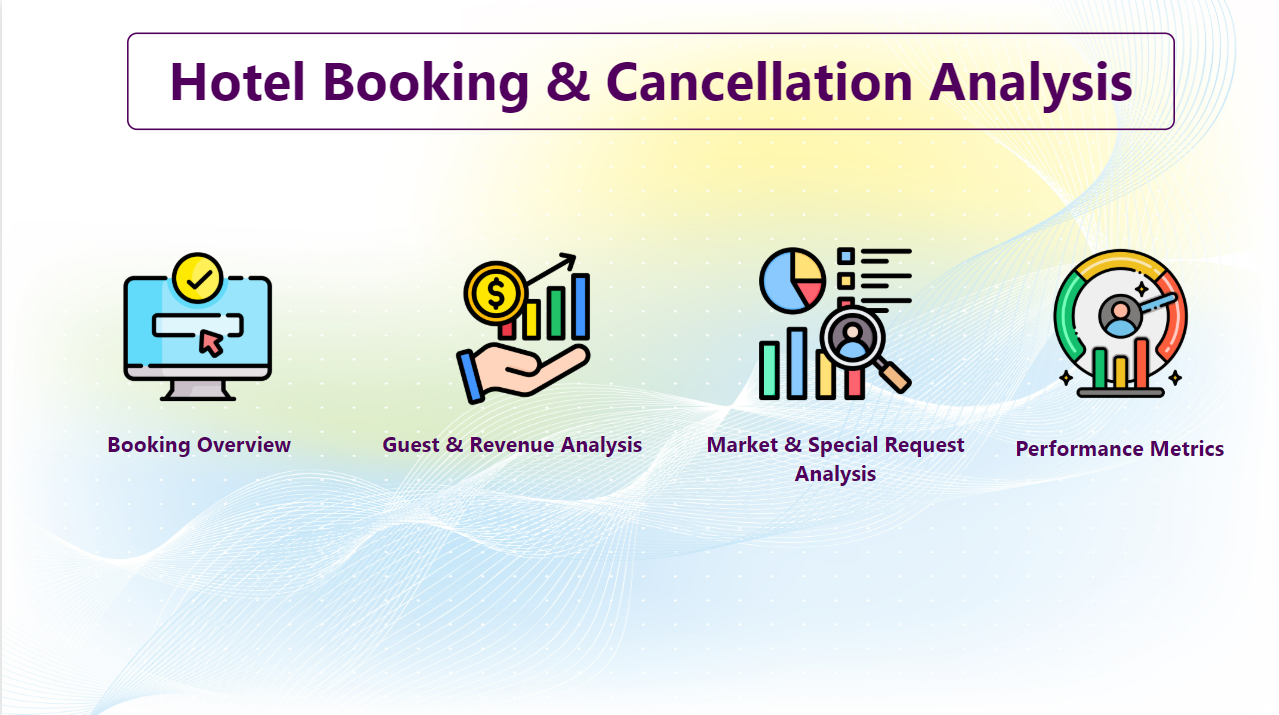 Hotel Booking & Cancellation Analysis
Booking Overview
Guest & Revenue Analysis
Market & Special Request
Analysis
Performance Metrics